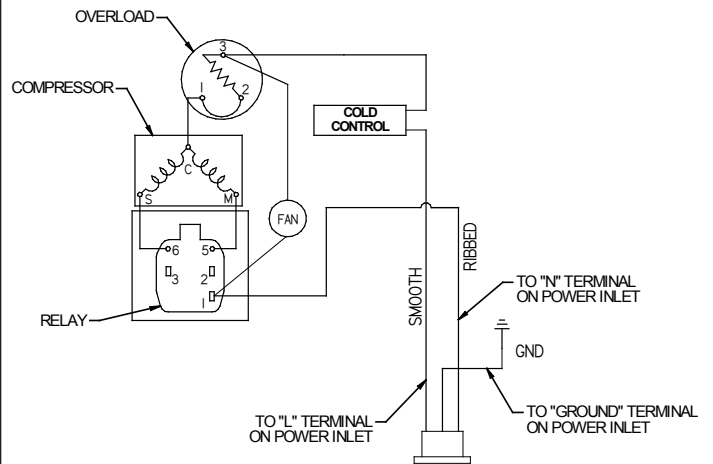 OVERLOAD
3
1
2
COMPRESSOR
COLD
CONTROL
C
S
M
FAN
6
5
3
2
1
RELAY
SMOOTH
RIBBED
TO "N" TERMINAL
ON POWER INLET
GND
TO "L" TERMINAL
ON POWER INLET
TO "GROUND" TERMINAL
ON POWER INLET